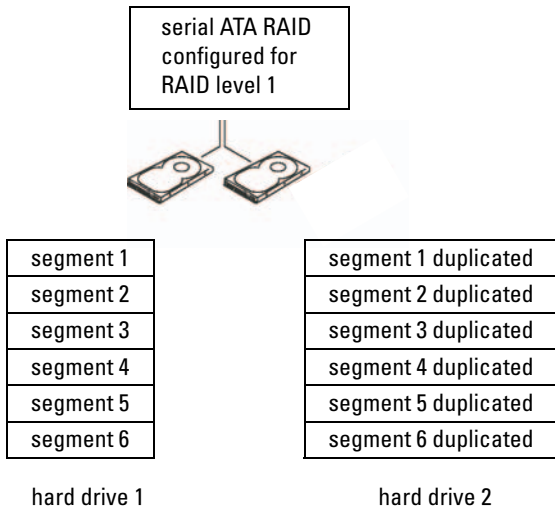 serial ATA RAID
configured for
RAID level 1
segment 1
segment 1 duplicated
segment 2
segment 2 duplicated
segment 3
segment 3 duplicated
segment 4
segment 4 duplicated
segment 5
segment 5 duplicated
segment 6
segment 6 duplicated
hard drive 1
hard drive 2